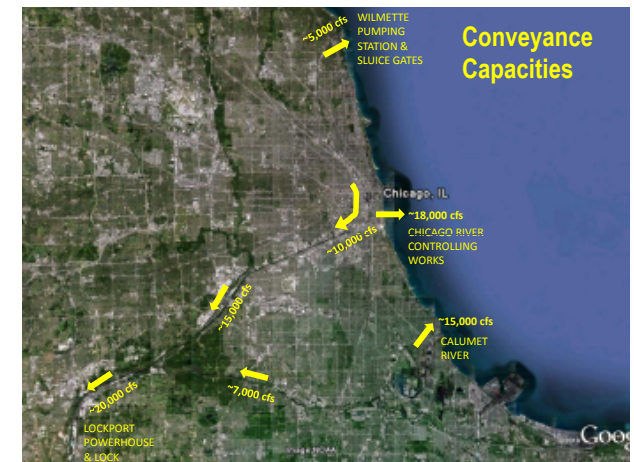 ~5,000 cfs
WILMETTE
PUMPING
STATION &
SLUICE GATES
Conveyance
Capacities
Chicago, IL
~18,000 cfs
CHICAGO RIVER
CONTROLLING
WORKS
~10,000 cfs
~15,000 cfs
~15,000 cfs
CALUMET
RIVER
~7,000 cfs
~20,000 cfs
LOCKPORT
POWERHOUSE
& LOCK
Image NOAA
Goog